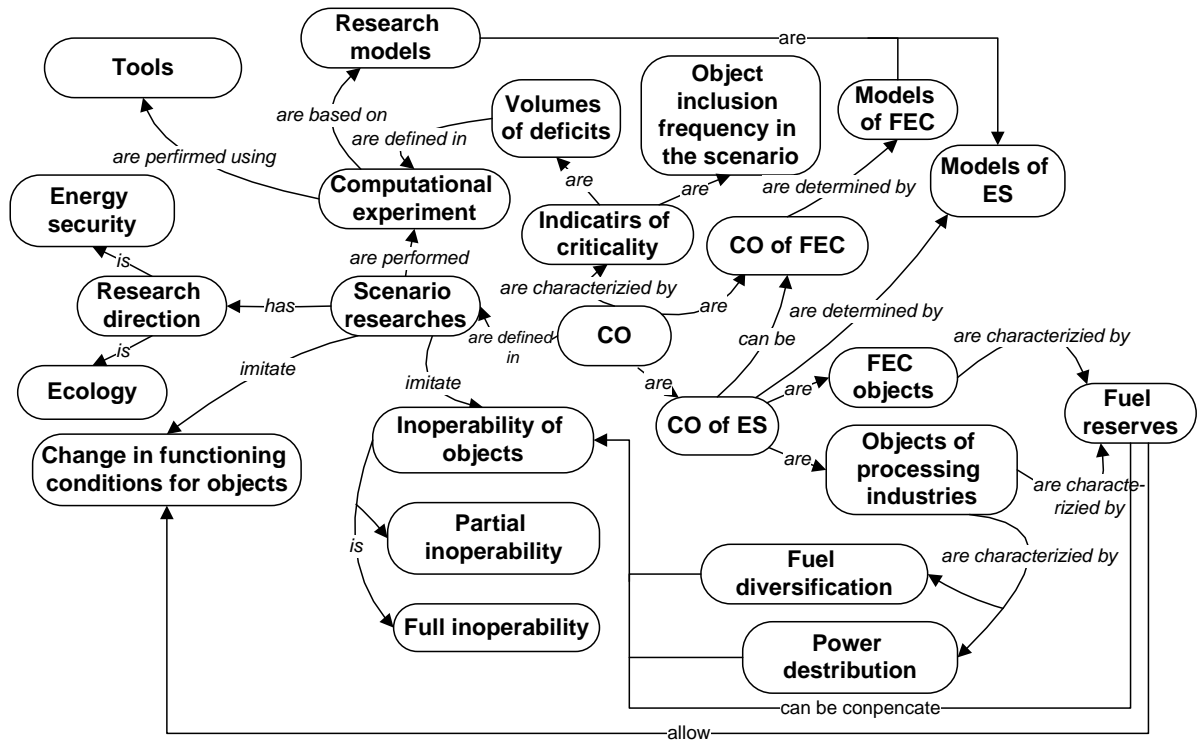 Research
models
are
Tools
Object
inclusion
frequency in
the scenario
Volumes
of deficits
Models
of FEC
are based on
are defined in
are perfirmed using
Models of
ES
Computational
experiment
are
are
are determined by
Energy
security
Indicatirs of
criticality
CO of FEC
are performed
is
Research
direction
has
Scenario
researches
are characterizied by
are
are defined
in
CO
are determined by
can be
is
imitate
imitate
are
FEC
objects
are characterizied by
are
Ecology
Fuel
reserves
Inoperability of
objects
CO of ES
Objects of
processing
industries
are
Change in functioning
conditions for objects
are characte-
rizied by
Partial
inoperability
is
are characterizied by
Fuel
diversification
Full inoperability
Power
destribution
can be conpencate
allow